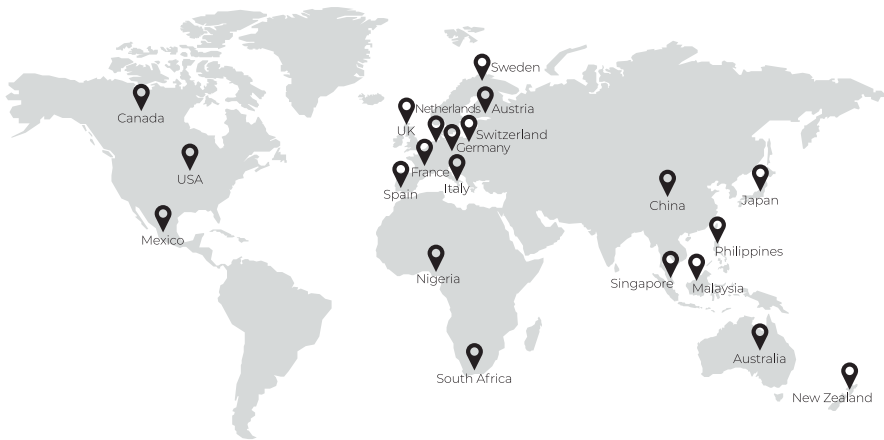 Sweden
Canada
Netherlands
Austria
UK
Switzerland
Germany
USA
France
Italy
Spain
China
Japan
Mexico
Philippines
Nigeria
Singapore
Malaysia
Australia
South Africa
New Zealand